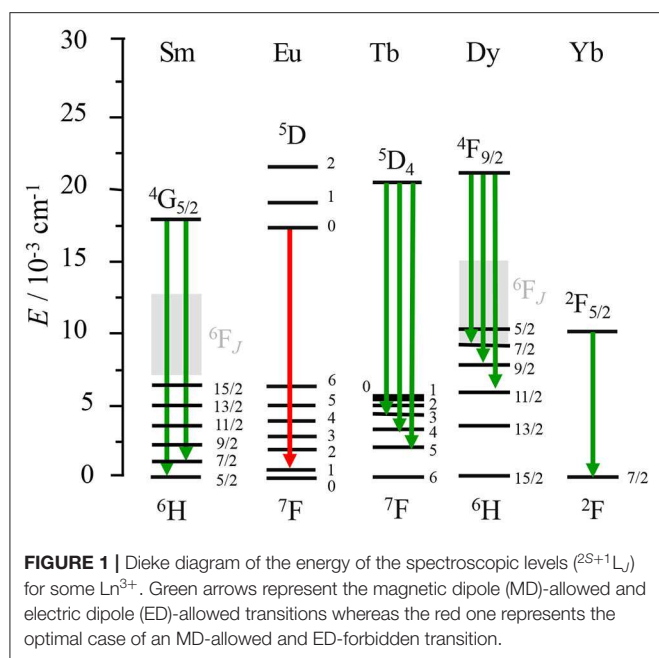 30
25
20
15
10
5
0
E / 10⁻³ cm⁻¹
Sm Eu Tb Dy Yb
⁴G₅/₂
⁶F_J
15/2
13/2
11/2
9/2
7/2
5/2
⁶H
⁵D
2
1
0
6
5
4
3
2
1
0
⁷F
⁵D₄
0 1
2
3
4
5
6
⁷F
⁴F₉/₂
⁶F_J
5/2
7/2
9/2
11/2
13/2
15/2
⁶H
²F₅/₂
7/2
²F
FIGURE 1 | Dieke diagram of the energy of the spectroscopic levels (²ˢ⁺¹L_J)
for some Ln³⁺. Green arrows represent the magnetic dipole (MD)-allowed and
electric dipole (ED)-allowed transitions whereas the red one represents the
optimal case of an MD-allowed and ED-forbidden transition.